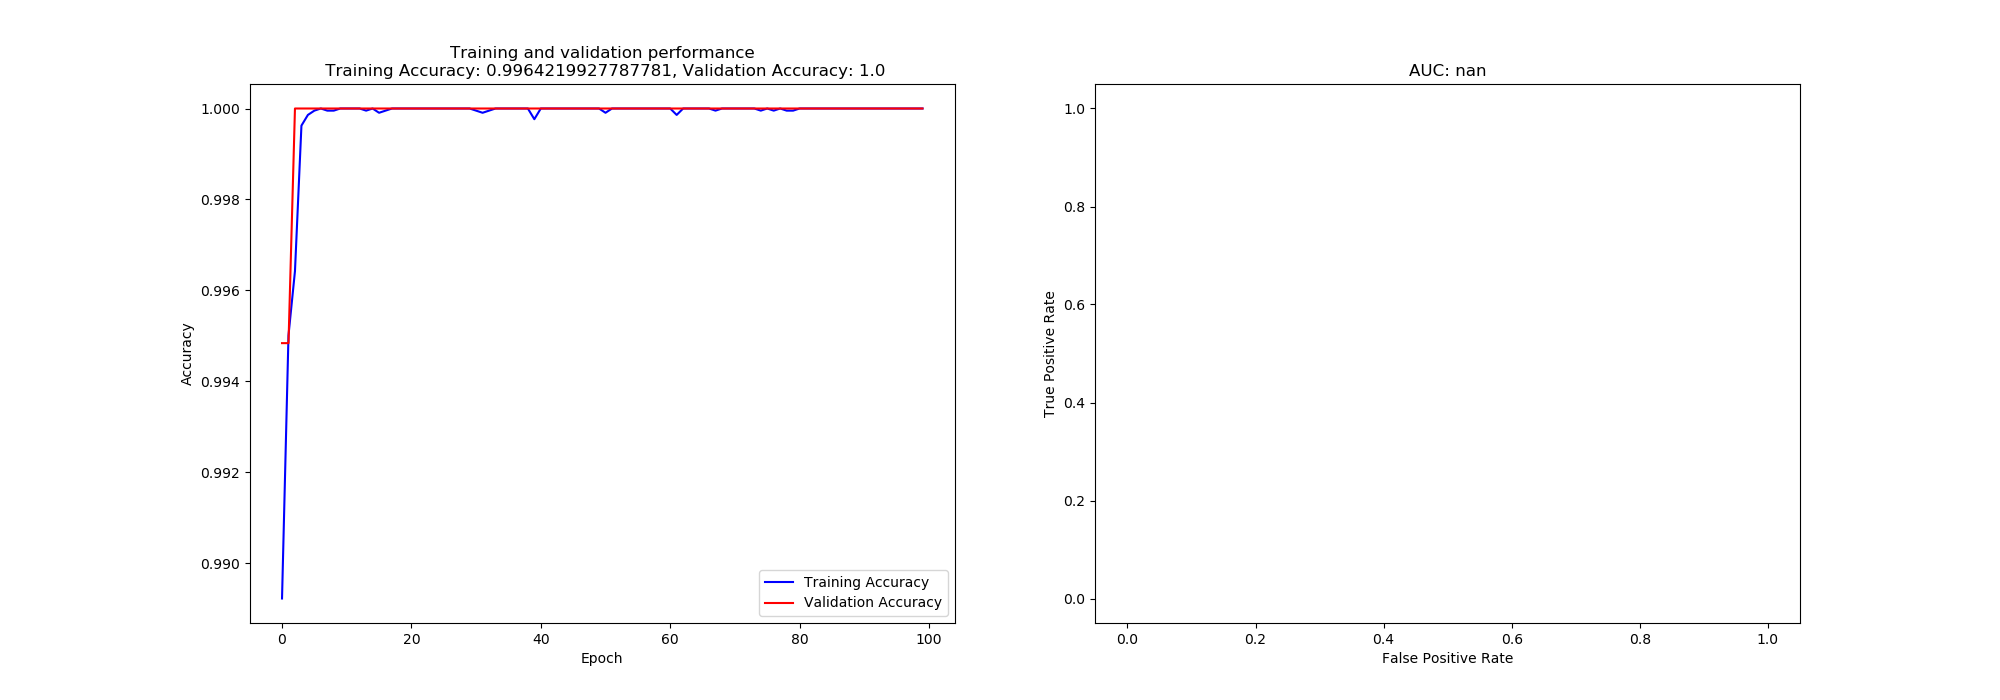 Training and validation performance
Training Accuracy: 0.9964219927787781, Validation Accuracy: 1.0
1.000
0.998
0.996
0.994
0.992
0.990
Accuracy
0
20
40
60
80
100
Epoch
Training Accuracy
Validation Accuracy
AUC: nan
1.0
0.8
0.6
0.4
0.2
0.0
True Positive Rate
0.0
0.2
0.4
0.6
0.8
1.0
False Positive Rate